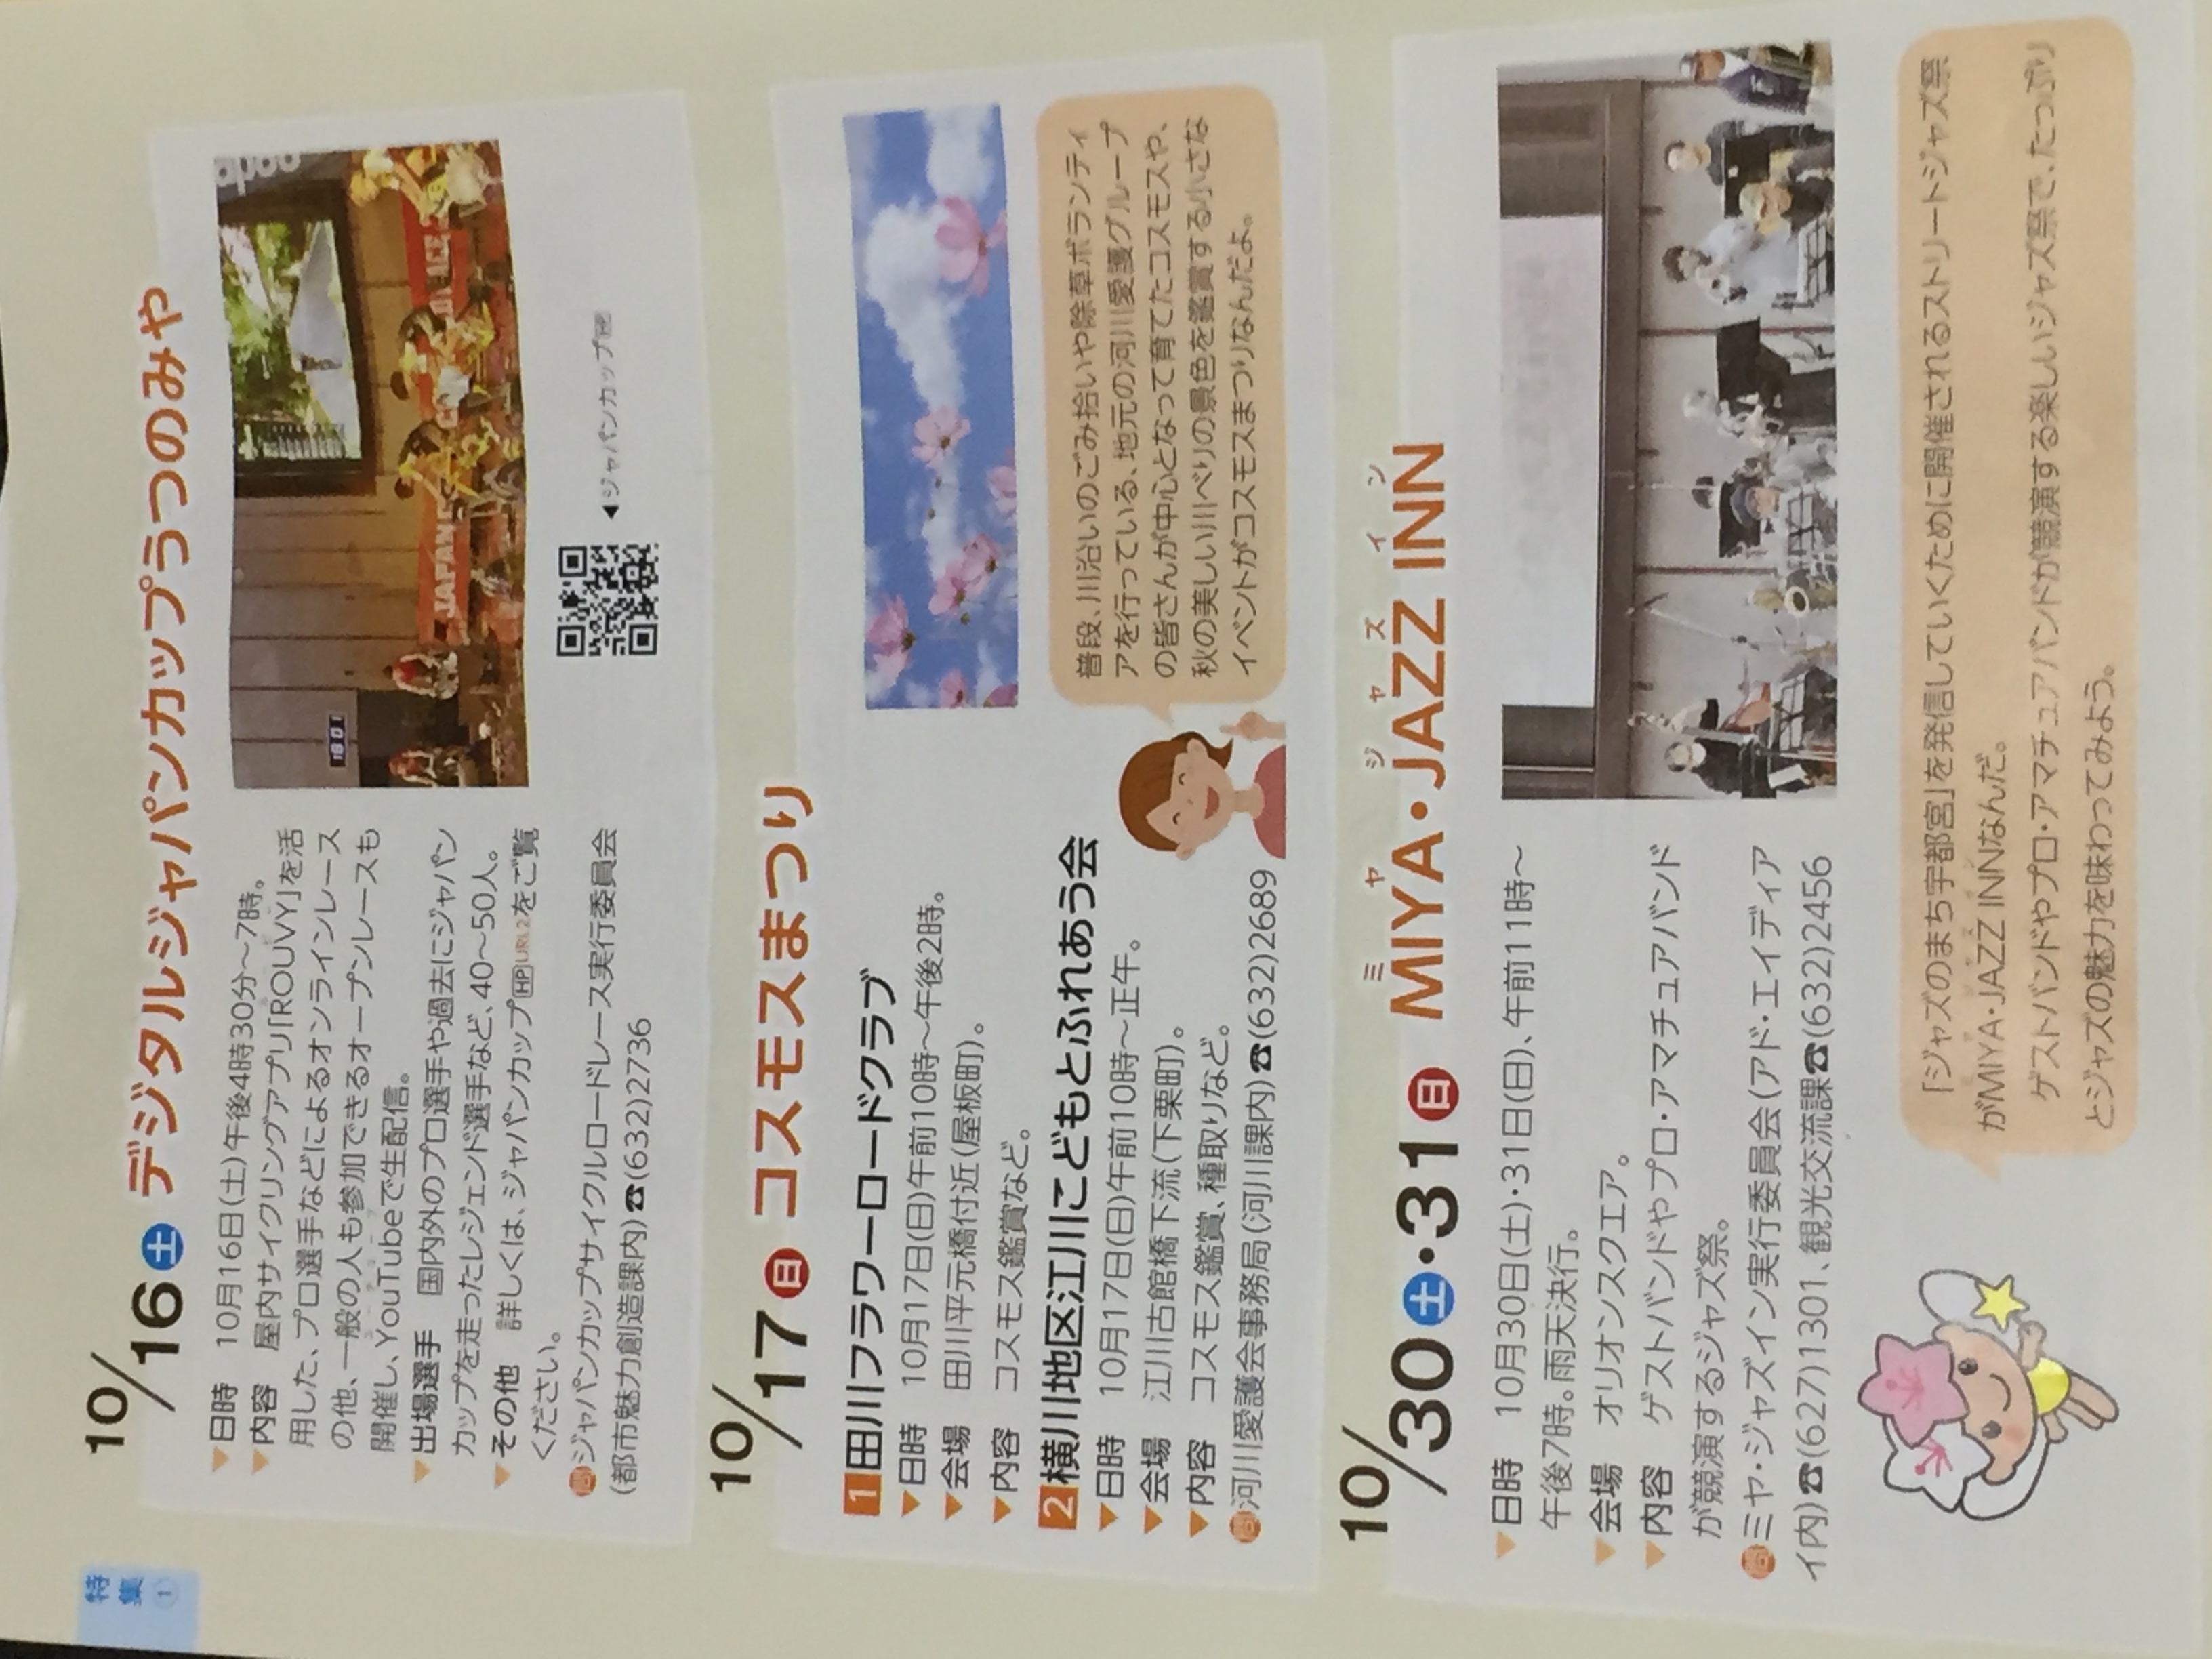 特集①
10/16土 デジタルジャパンカップうつのみや
▼日時　10月16日(土)午後4時30分～7時。
▼内容　屋内サイクリングアプリ「ROUVY」を活
用した、プロ選手などによるオンラインレース
の他、一般の人も参加できるオープンレースも
開催し、YouTubeで生配信。
▼出場選手　国内外のプロ選手や過去にジャパン
カップを走ったレジェンド選手など、40～50人。
▼その他　詳しくは、ジャパンカップHP URL2をご覧
ください。
問ジャパンカップサイクルロードレース実行委員会
(都市魅力創造課内)☎(632)2736
JAPAN
◀ジャパンカップHP
10/17日 コスモスまつり
1田川フラワーロードクラブ
▼日時　10月17日(日)午前10時～午後2時。
▼会場　田川平元橋付近(屋板町)。
▼内容　コスモス鑑賞など。
2横川地区江川こどもとふれあう会
▼日時　10月17日(日)午前10時～正午。
▼会場　江川古館橋下流(下栗町)。
▼内容　コスモス鑑賞、種取りなど。
問河川愛護会事務局(河川課内)☎(632)2689
普段、川沿いのごみ拾いや除草ボランティ
アを行っている、地元の河川愛護グループ
の皆さんが中心となって育てたコスモスや、
秋の美しい川べりの景色を鑑賞する小さな
イベントがコスモスまつりなんだよ。
ミヤ ジャズ イン
10/30土・31日 MIYA・JAZZ INN
▼日時　10月30日(土)・31日(日)、午前11時～
午後7時。雨天決行。
▼会場　オリオンスクエア。
▼内容　ゲストバンドやプロ・アマチュアバンド
が競演するジャズ祭。
問ミヤ・ジャズイン実行委員会(アド・エイディア
イ内)☎(627)1301、観光交流課☎(632)2456
「ジャズのまち宇都宮」を発信していくために開催されるストリートジャズ祭
がMIYA・JAZZ INNなんだ。
ゲストバンドやプロ・アマチュアバンドが競演する楽しいジャズ祭で、たっぷり
とジャズの魅力を味わってみよう。